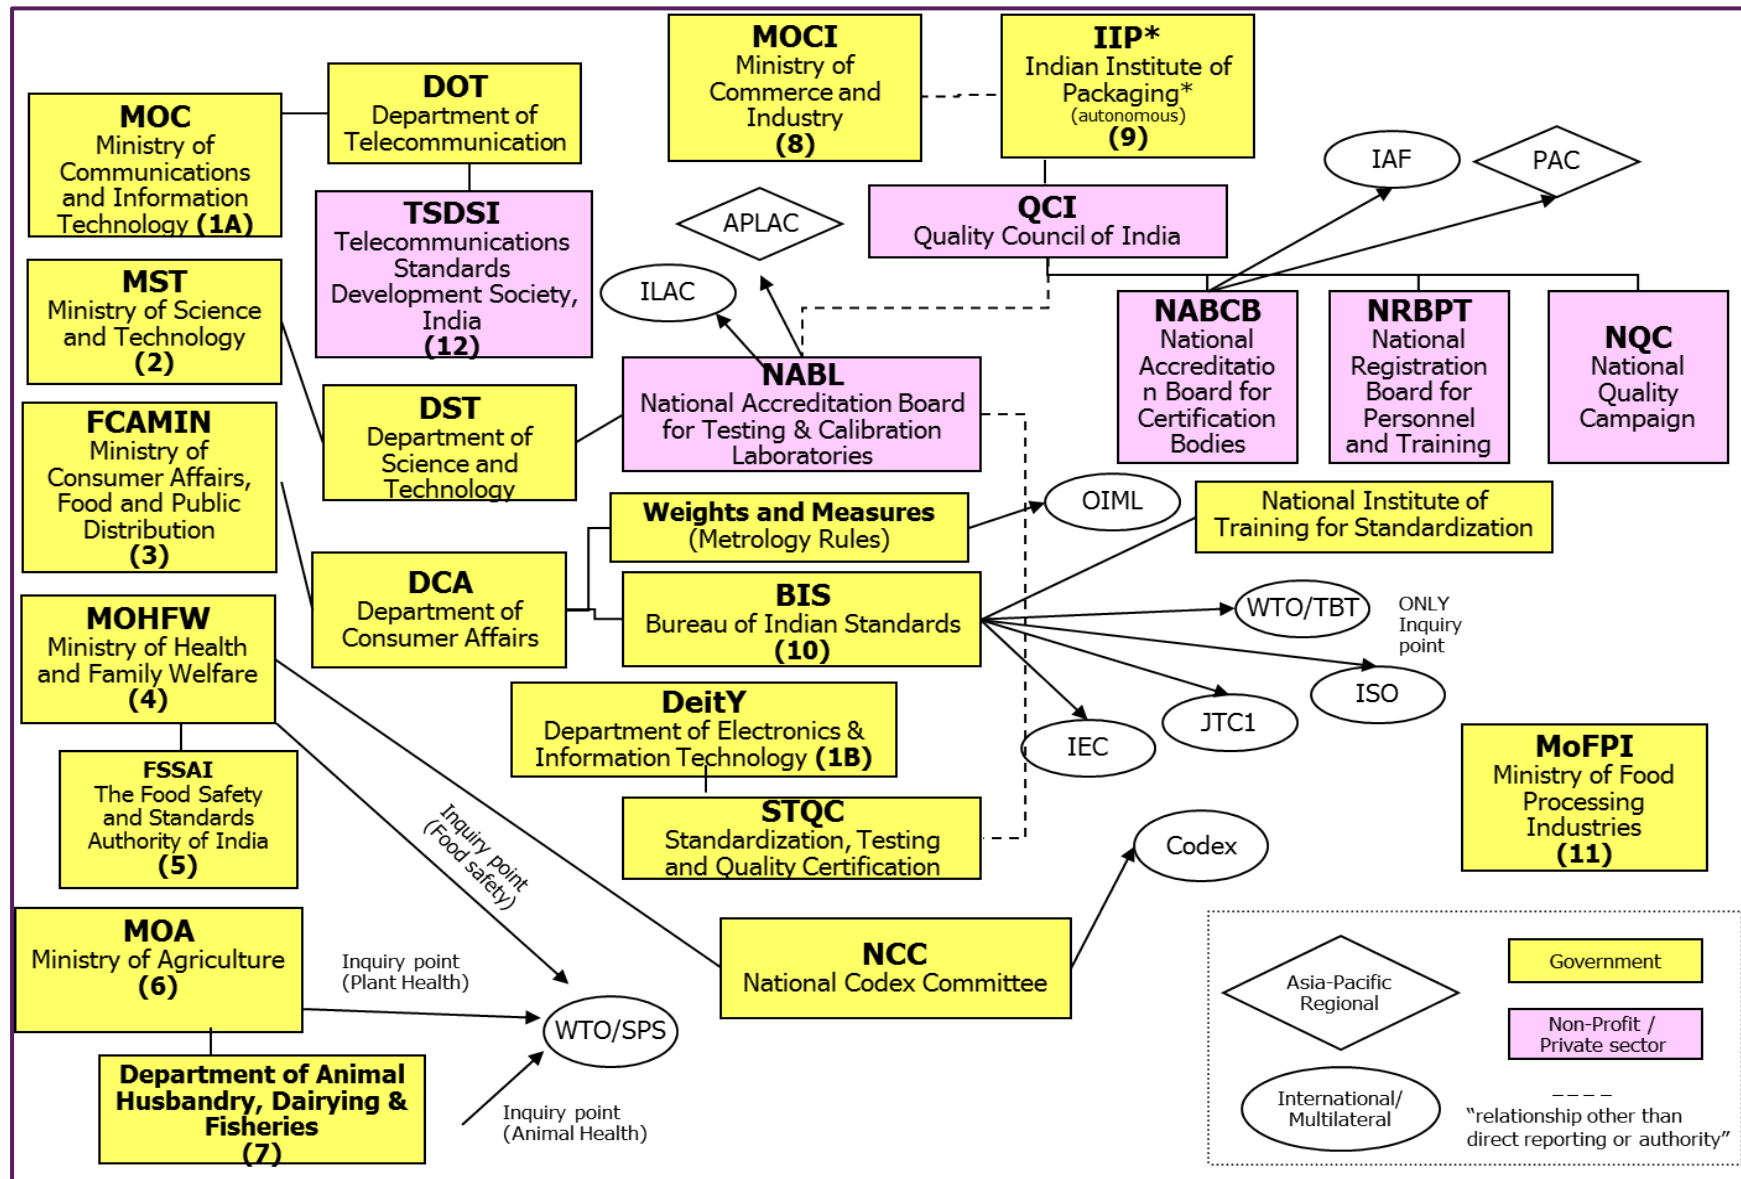 MOCI
Ministry of
Commerce and
Industry
(8)
IIP*
Indian Institute of
Packaging*
(autonomous)
(9)
DOT
Department of
Telecommunication
MOC
Ministry of
Communications
and Information
Technology (1A)
IAF
PAC
TSDSI
Telecommunications
Standards
Development Society,
India
(12)
APLAC
QCI
Quality Council of India
MST
Ministry of Science
and Technology
(2)
ILAC
NABCB
National
Accreditatio
n Board for
Certification
Bodies
NRBPT
National
Registration
Board for
Personnel
and Training
NQC
National
Quality
Campaign
NABL
National Accreditation Board
for Testing & Calibration
Laboratories
DST
Department of
Science and
Technology
FCAMIN
Ministry of
Consumer Affairs,
Food and Public
Distribution
(3)
Weights and Measures
(Metrology Rules)
OIML
National Institute of
Training for Standardization
DCA
Department of
Consumer Affairs
BIS
Bureau of Indian Standards
(10)
WTO/TBT
ONLY
Inquiry
point
MOHFW
Ministry of Health
and Family Welfare
(4)
ISO
JTC1
IEC
DeitY
Department of Electronics &
Information Technology (1B)
MoFPI
Ministry of Food
Processing
Industries
(11)
FSSAI
The Food Safety
and Standards
Authority of India
(5)
Inquiry point
(Food safety)
STQC
Standardization, Testing
and Quality Certification
Codex
MOA
Ministry of Agriculture
(6)
Inquiry point
(Plant Health)
NCC
National Codex Committee
WTO/SPS
Department of Animal
Husbandry, Dairying &
Fisheries
(7)
Inquiry point
(Animal Health)
Asia-Pacific
Regional
Government
Non-Profit /
Private sector
International/
Multilateral
“relationship other than
direct reporting or authority”